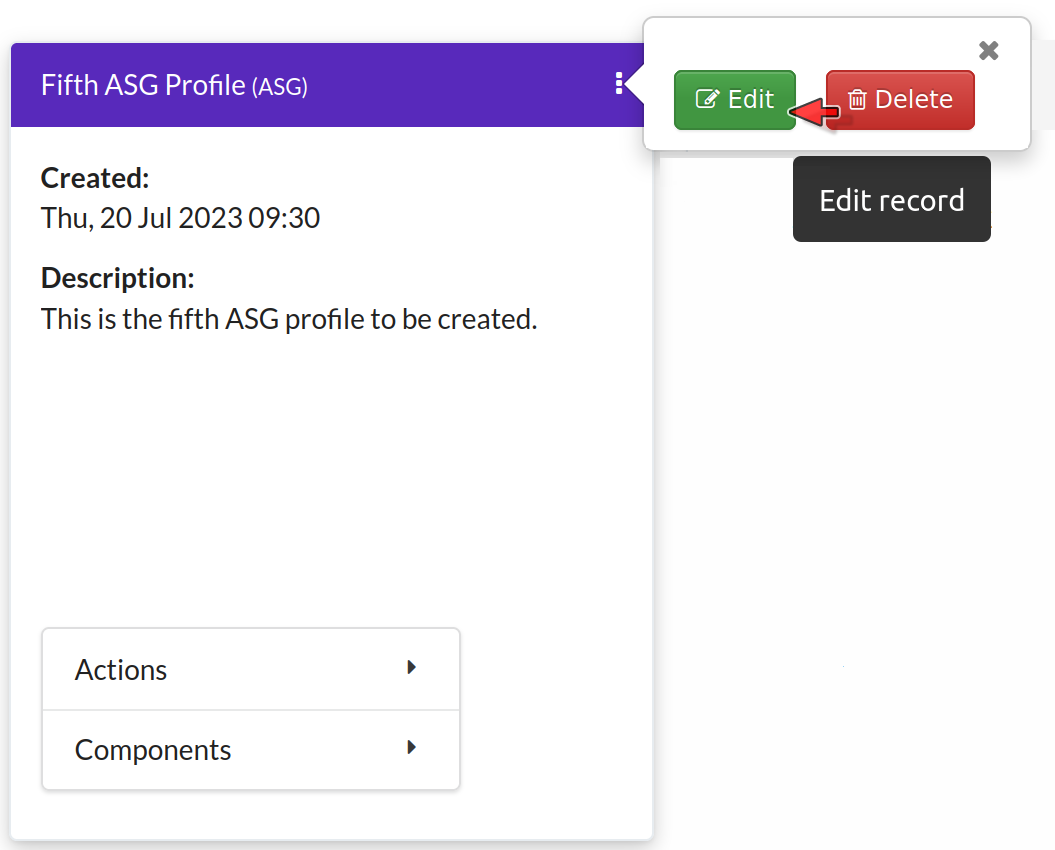 Fifth ASG Profile (ASG)
Edit
Delete
Edit record
Created:
Thu, 20 Jul 2023 09:30
Description:
This is the fifth ASG profile to be created.
Actions
Components